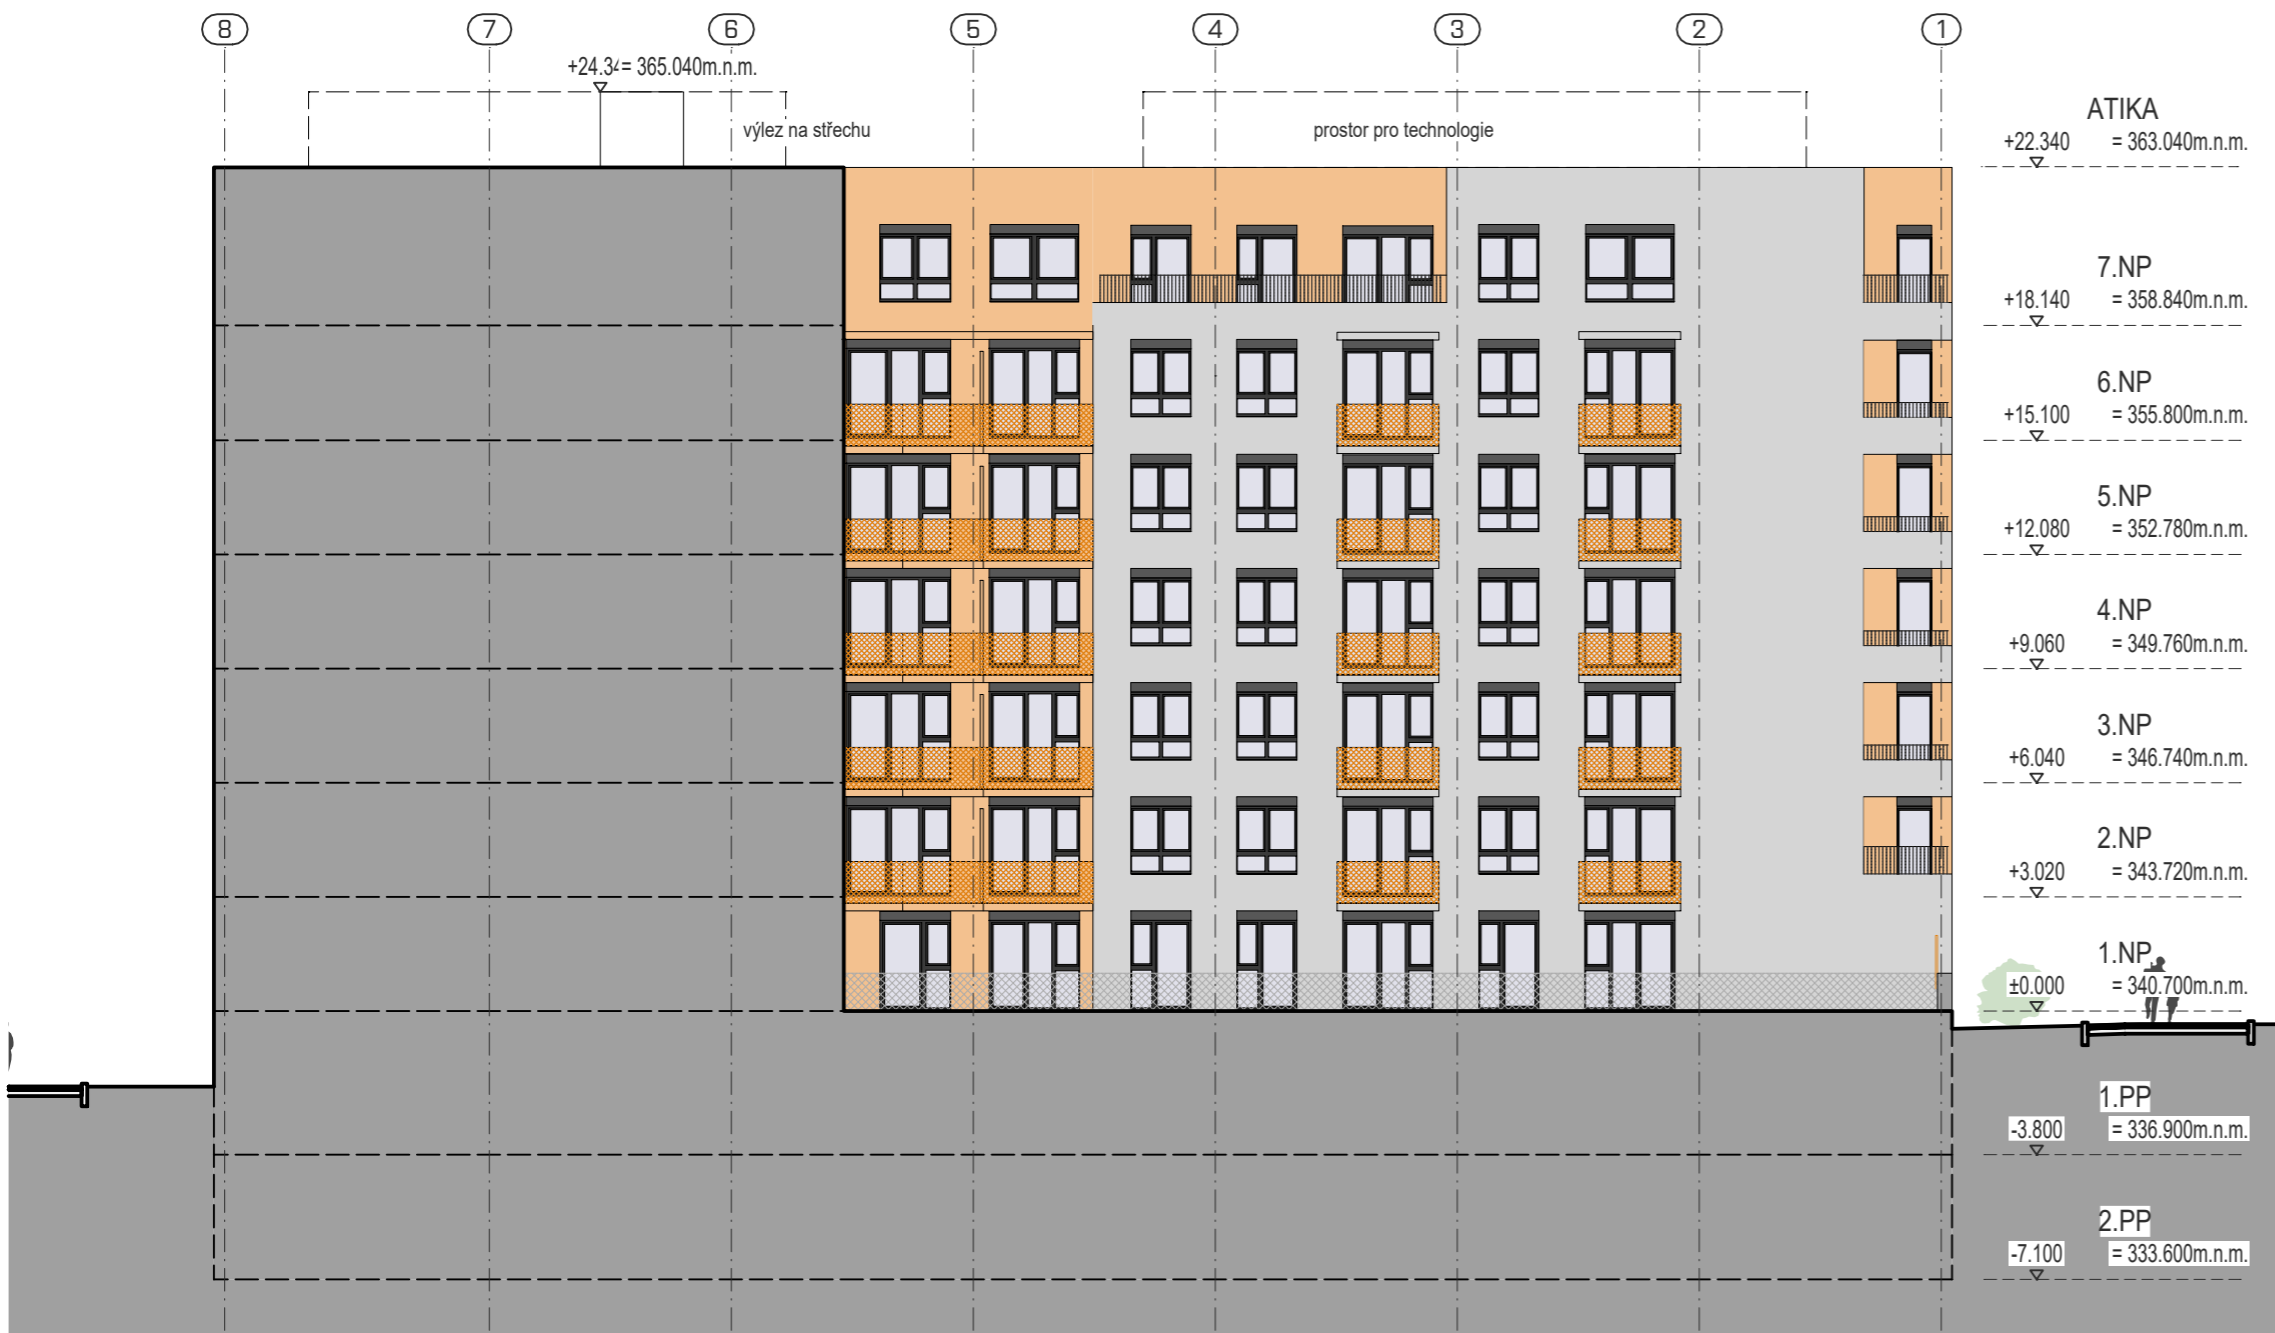 8 7 6 5 4 3 2 1
+24.34 = 365.040m.n.m.
výlez na střechu
prostor pro technologie
ATIKA
+22.340 = 363.040m.n.m.
7.NP
+18.140 = 358.840m.n.m.
6.NP
+15.100 = 355.800m.n.m.
5.NP
+12.080 = 352.780m.n.m.
4.NP
+9.060 = 349.760m.n.m.
3.NP
+6.040 = 346.740m.n.m.
2.NP
+3.020 = 343.720m.n.m.
1.NP
±0.000 = 340.700m.n.m.
1.PP
-3.800 = 336.900m.n.m.
2.PP
-7.100 = 333.600m.n.m.